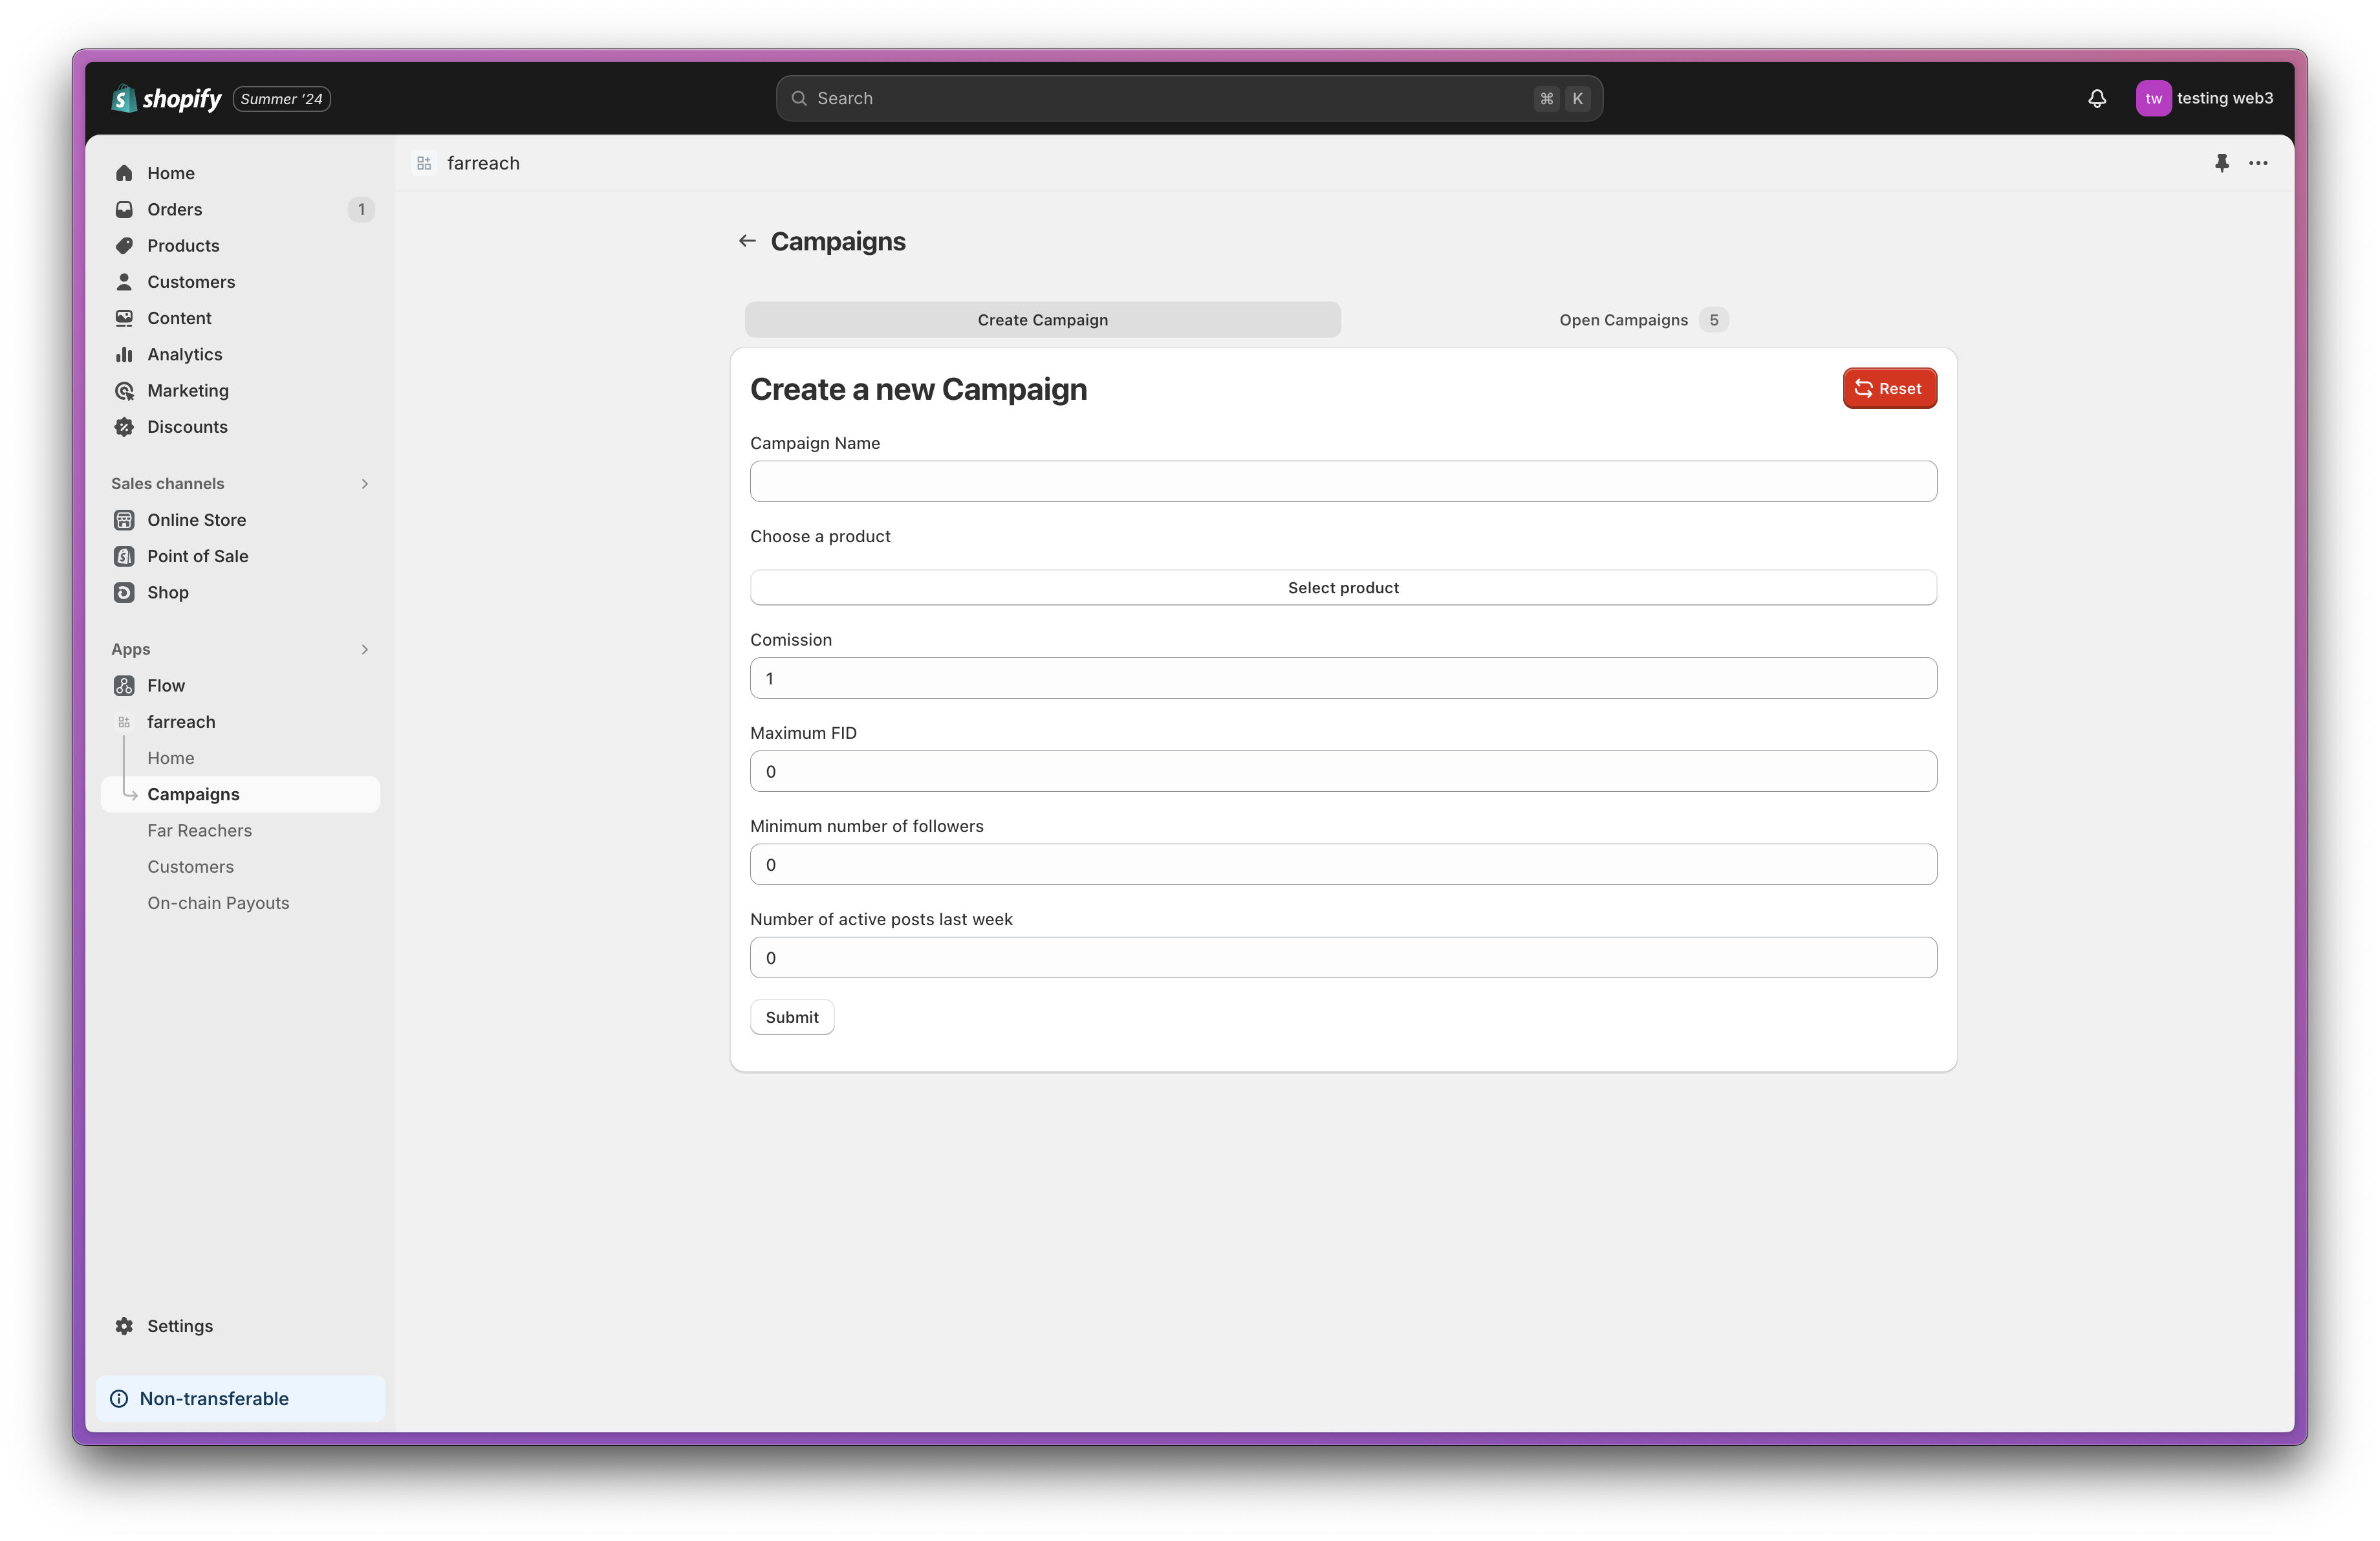 shopify Summer '24
Search ⌘ K
tw testing web3
Home
Orders 1
Products
Customers
Content
Analytics
Marketing
Discounts
Sales channels
Online Store
Point of Sale
Shop
Apps
Flow
farreach
Home
Campaigns
Far Reachers
Customers
On-chain Payouts
Settings
Non-transferable
farreach
Campaigns
Create Campaign
Open Campaigns 5
Create a new Campaign
Reset
Campaign Name
Choose a product
Select product
Comission
1
Maximum FID
0
Minimum number of followers
0
Number of active posts last week
0
Submit